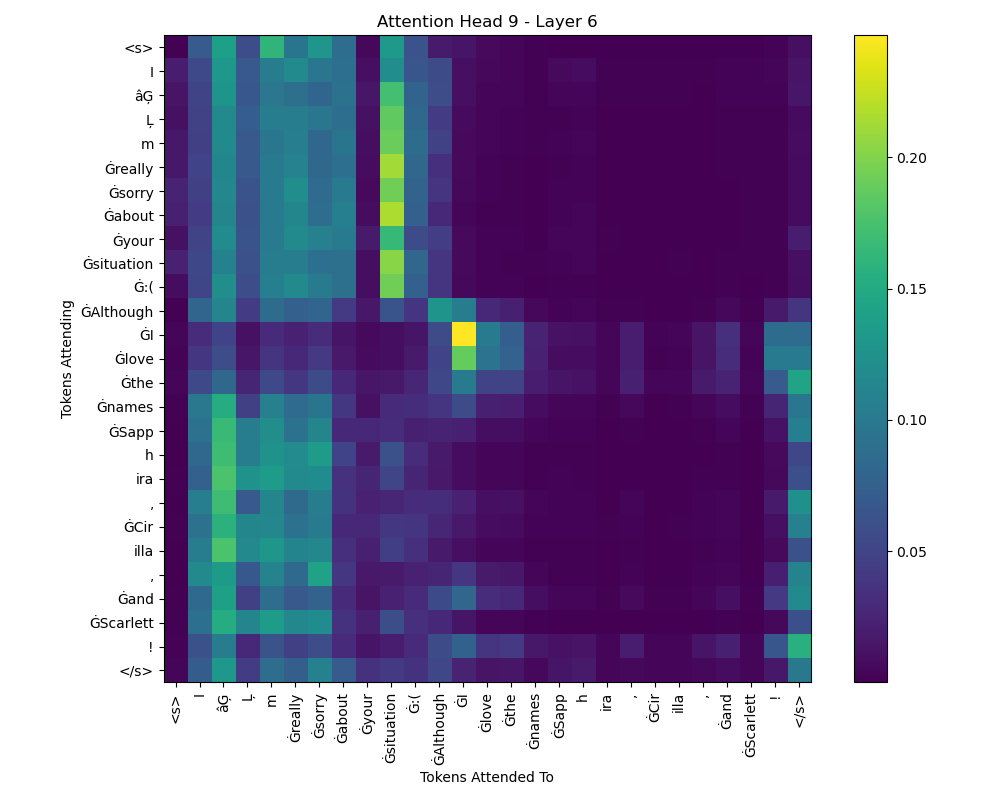 Attention Head 9 - Layer 6
Tokens Attending
<s>
I
âĢ
Ļ
m
Ġreally
Ġsorry
Ġabout
Ġyour
Ġsituation
Ġ:(
ĠAlthough
ĠI
Ġlove
Ġthe
Ġnames
ĠSapp
h
ira
,
ĠCir
illa
,
Ġand
ĠScarlett
!
</s>
<s>
I
âĢ
Ļ
m
Ġreally
Ġsorry
Ġabout
Ġyour
Ġsituation
Ġ:(
ĠAlthough
ĠI
Ġlove
Ġthe
Ġnames
ĠSapp
h
ira
,
ĠCir
illa
,
Ġand
ĠScarlett
!
</s>
Tokens Attended To
0.20
0.15
0.10
0.05